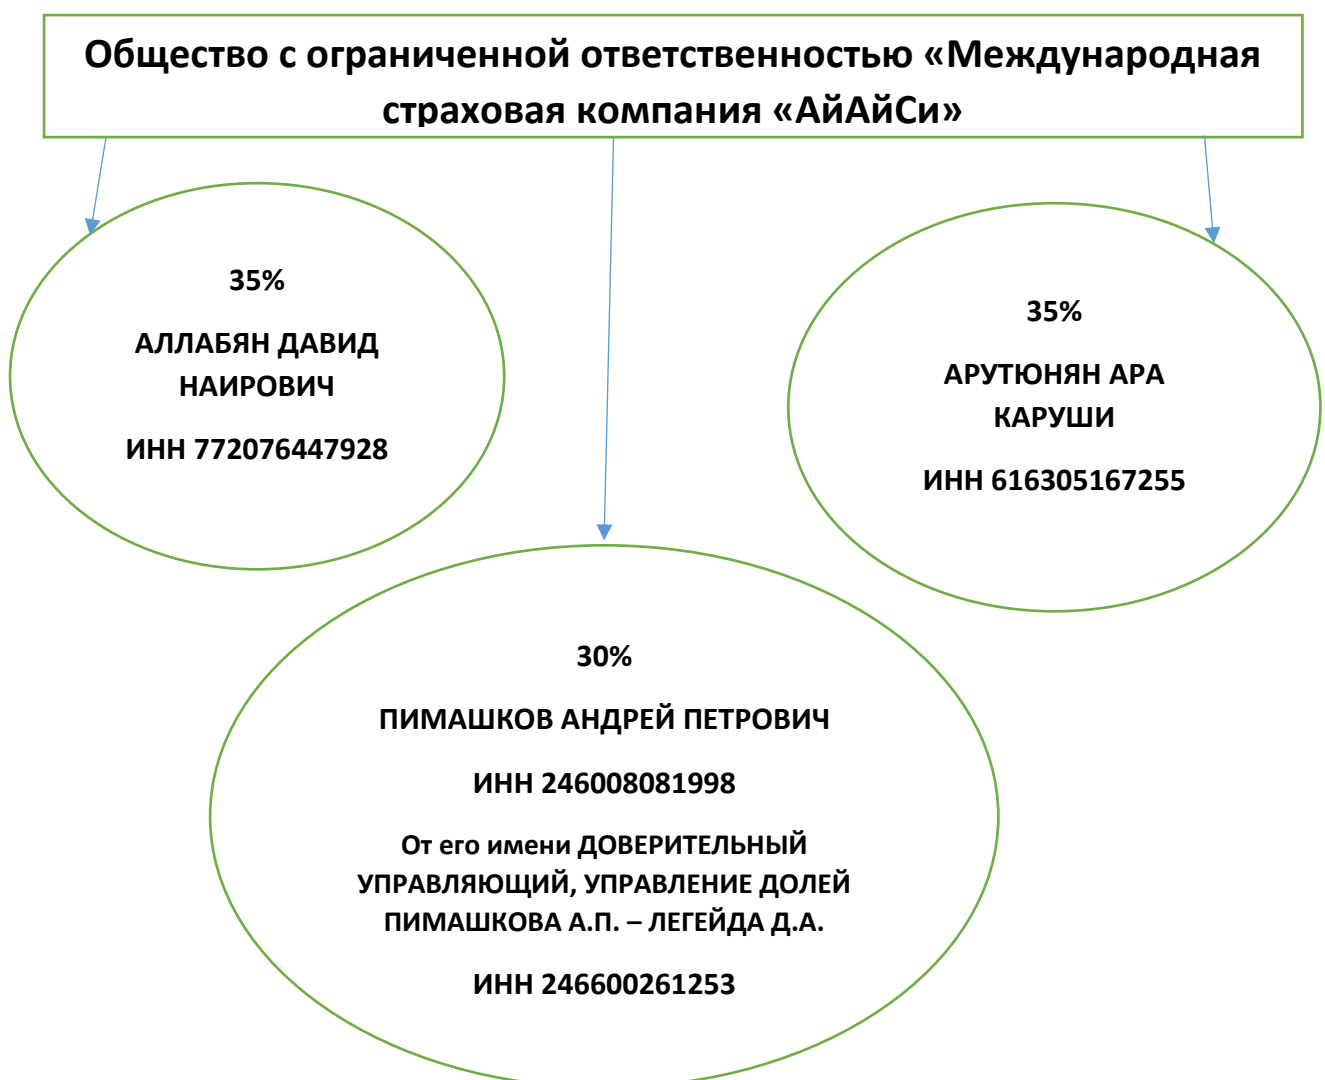 Общество с ограниченной ответственностью «Международная
страховая компания «АйАйСи»
35%
АЛЛАБЯН ДАВИД
НАИРОВИЧ
ИНН 772076447928
35%
АРУТЮНЯН АРА
КАРУШИ
ИНН 616305167255
30%
ПИМАШКОВ АНДРЕЙ ПЕТРОВИЧ
ИНН 246008081998
От его имени ДОВЕРИТЕЛЬНЫЙ
УПРАВЛЯЮЩИЙ, УПРАВЛЕНИЕ ДОЛЕЙ
ПИМАШКОВА А.П. – ЛЕГЕЙДА Д.А.
ИНН 246600261253